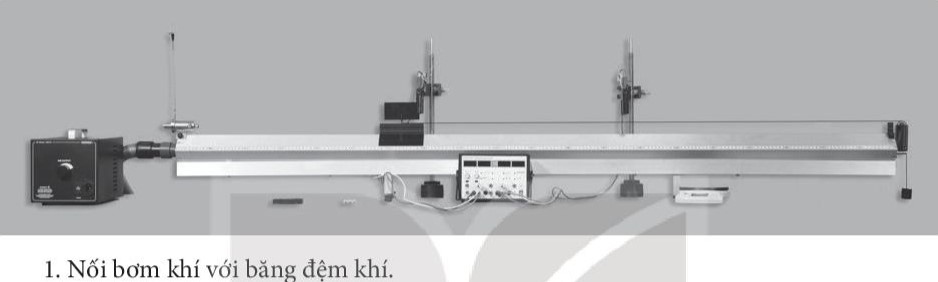 1. Nối bơm khí với băng đệm khí.